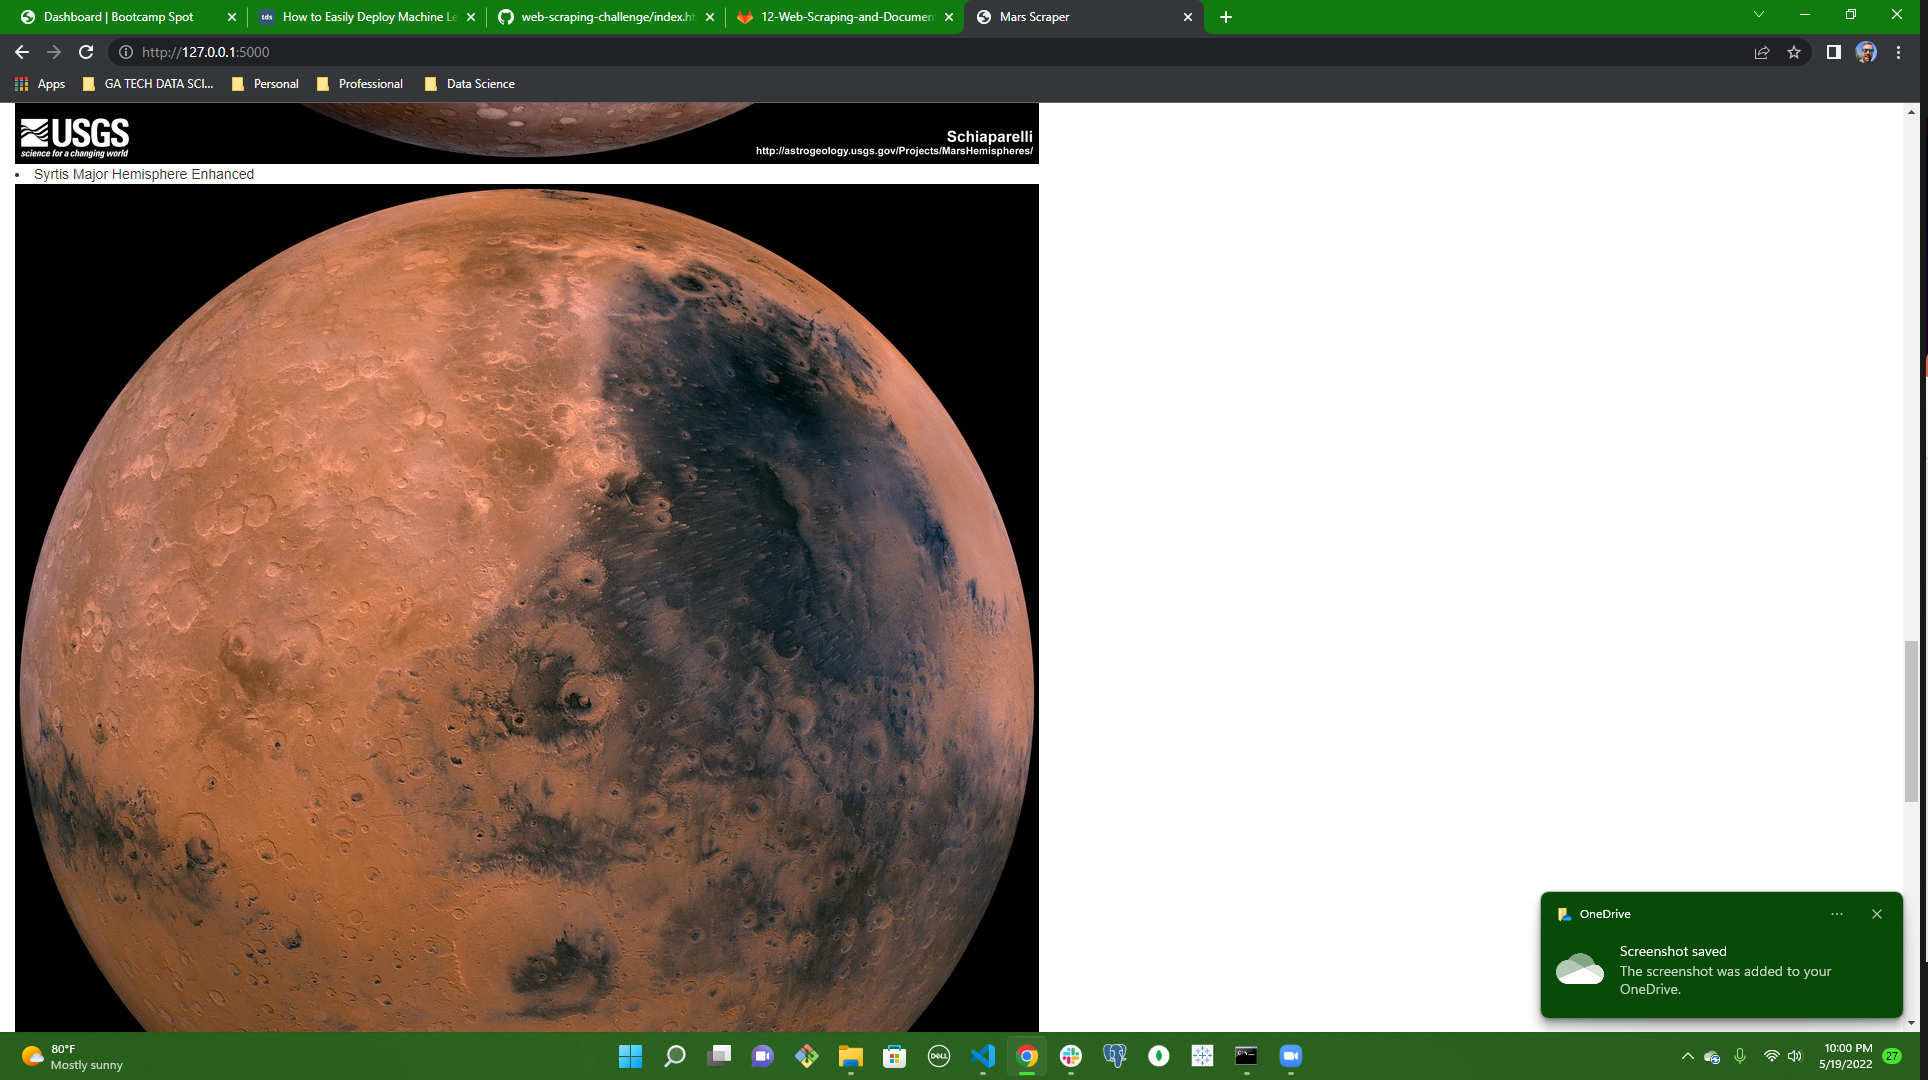 Dashboard | Bootcamp Spot
tds How to Easily Deploy Machine Le
web-scraping-challenge/index.ht
12-Web-Scraping-and-Documen
Mars Scraper
http://127.0.0.1:5000
Apps
GA TECH DATA SCI...
Personal
Professional
Data Science
USGS
science for a changing world
Schiaparelli
http://astrogeology.usgs.gov/Projects/MarsHemispheres/
• Syrtis Major Hemisphere Enhanced
OneDrive
Screenshot saved
The screenshot was added to your
OneDrive.
80°F
Mostly sunny
DELL
10:00 PM
5/19/2022
27